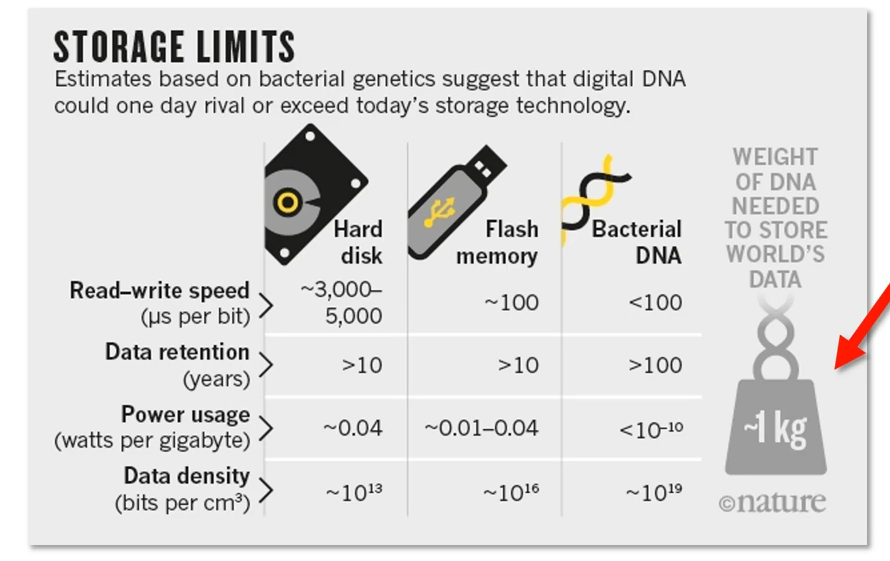 STORAGE LIMITS
Estimates based on bacterial genetics suggest that digital DNA
could one day rival or exceed today's storage technology.
Hard
disk
Flash
memory
Bacterial
DNA
Read–write speed
(µs per bit)
~3,000–
5,000
~100
<100
Data retention
(years)
>10
>10
>100
Power usage
(watts per gigabyte)
~0.04
~0.01–0.04
<10⁻¹⁰
Data density
(bits per cm³)
~10¹³
~10¹⁶
~10¹⁹
WEIGHT
OF DNA
NEEDED
TO STORE
WORLD'S
DATA
~1 kg
©nature